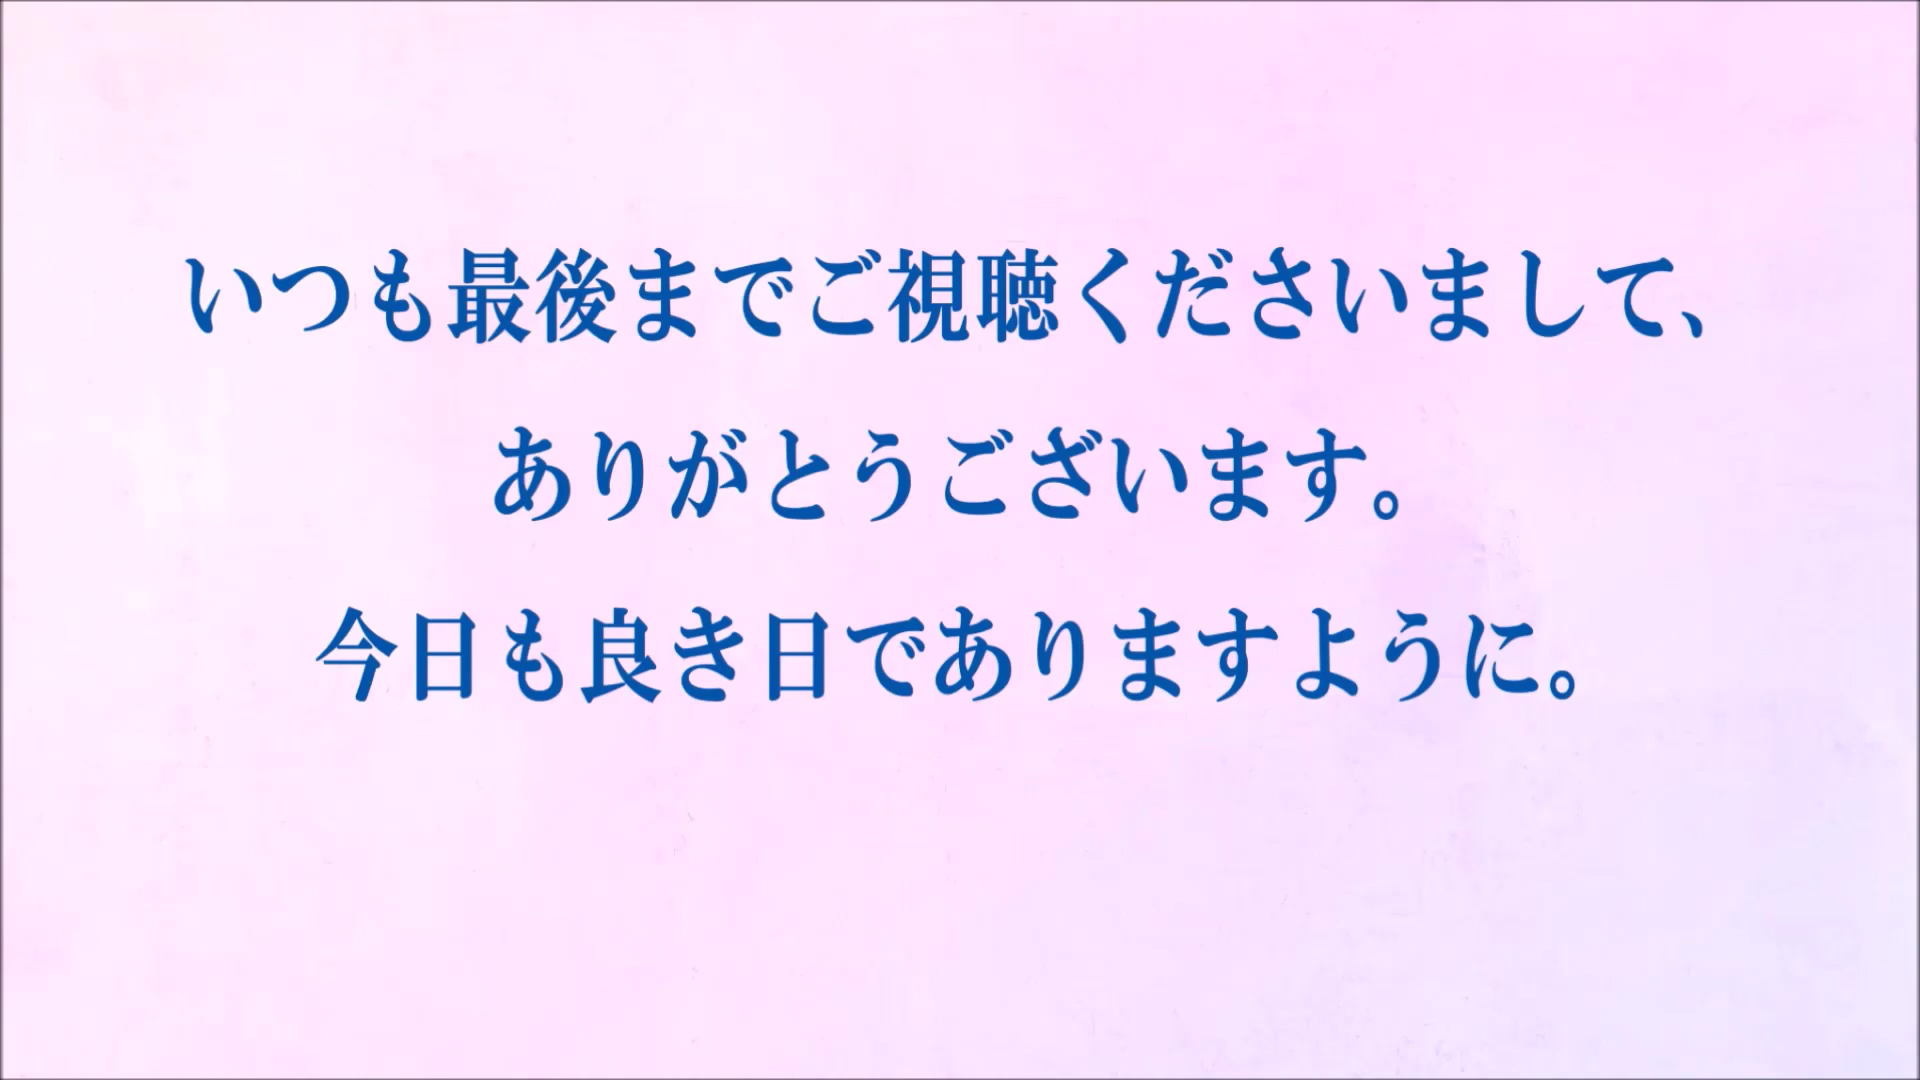 いつも最後までご視聴くださいまして、
ありがとうございます。
今日も良き日でありますように。